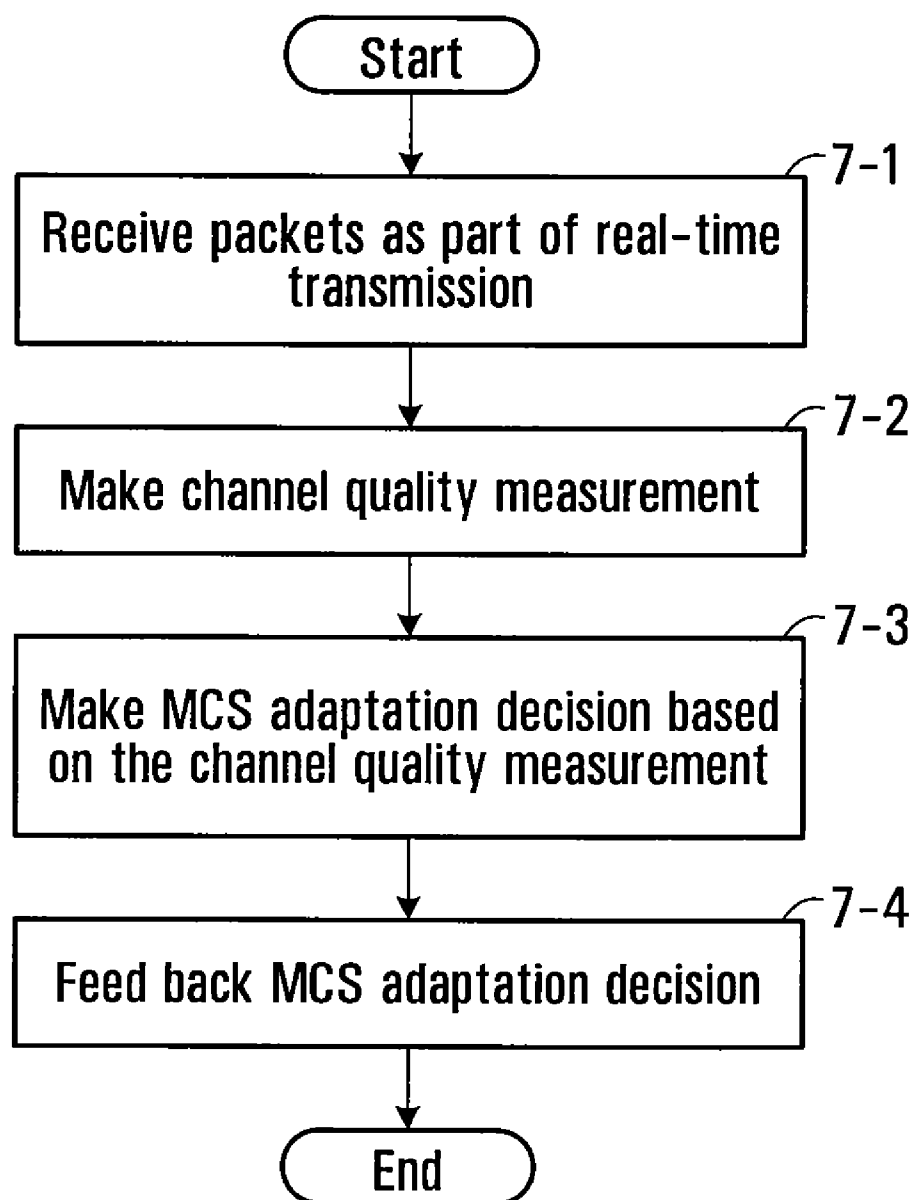 Start
7-1
Receive packets as part of real-time
transmission
7-2
Make channel quality measurement
7-3
Make MCS adaptation decision based
on the channel quality measurement
7-4
Feed back MCS adaptation decision
End